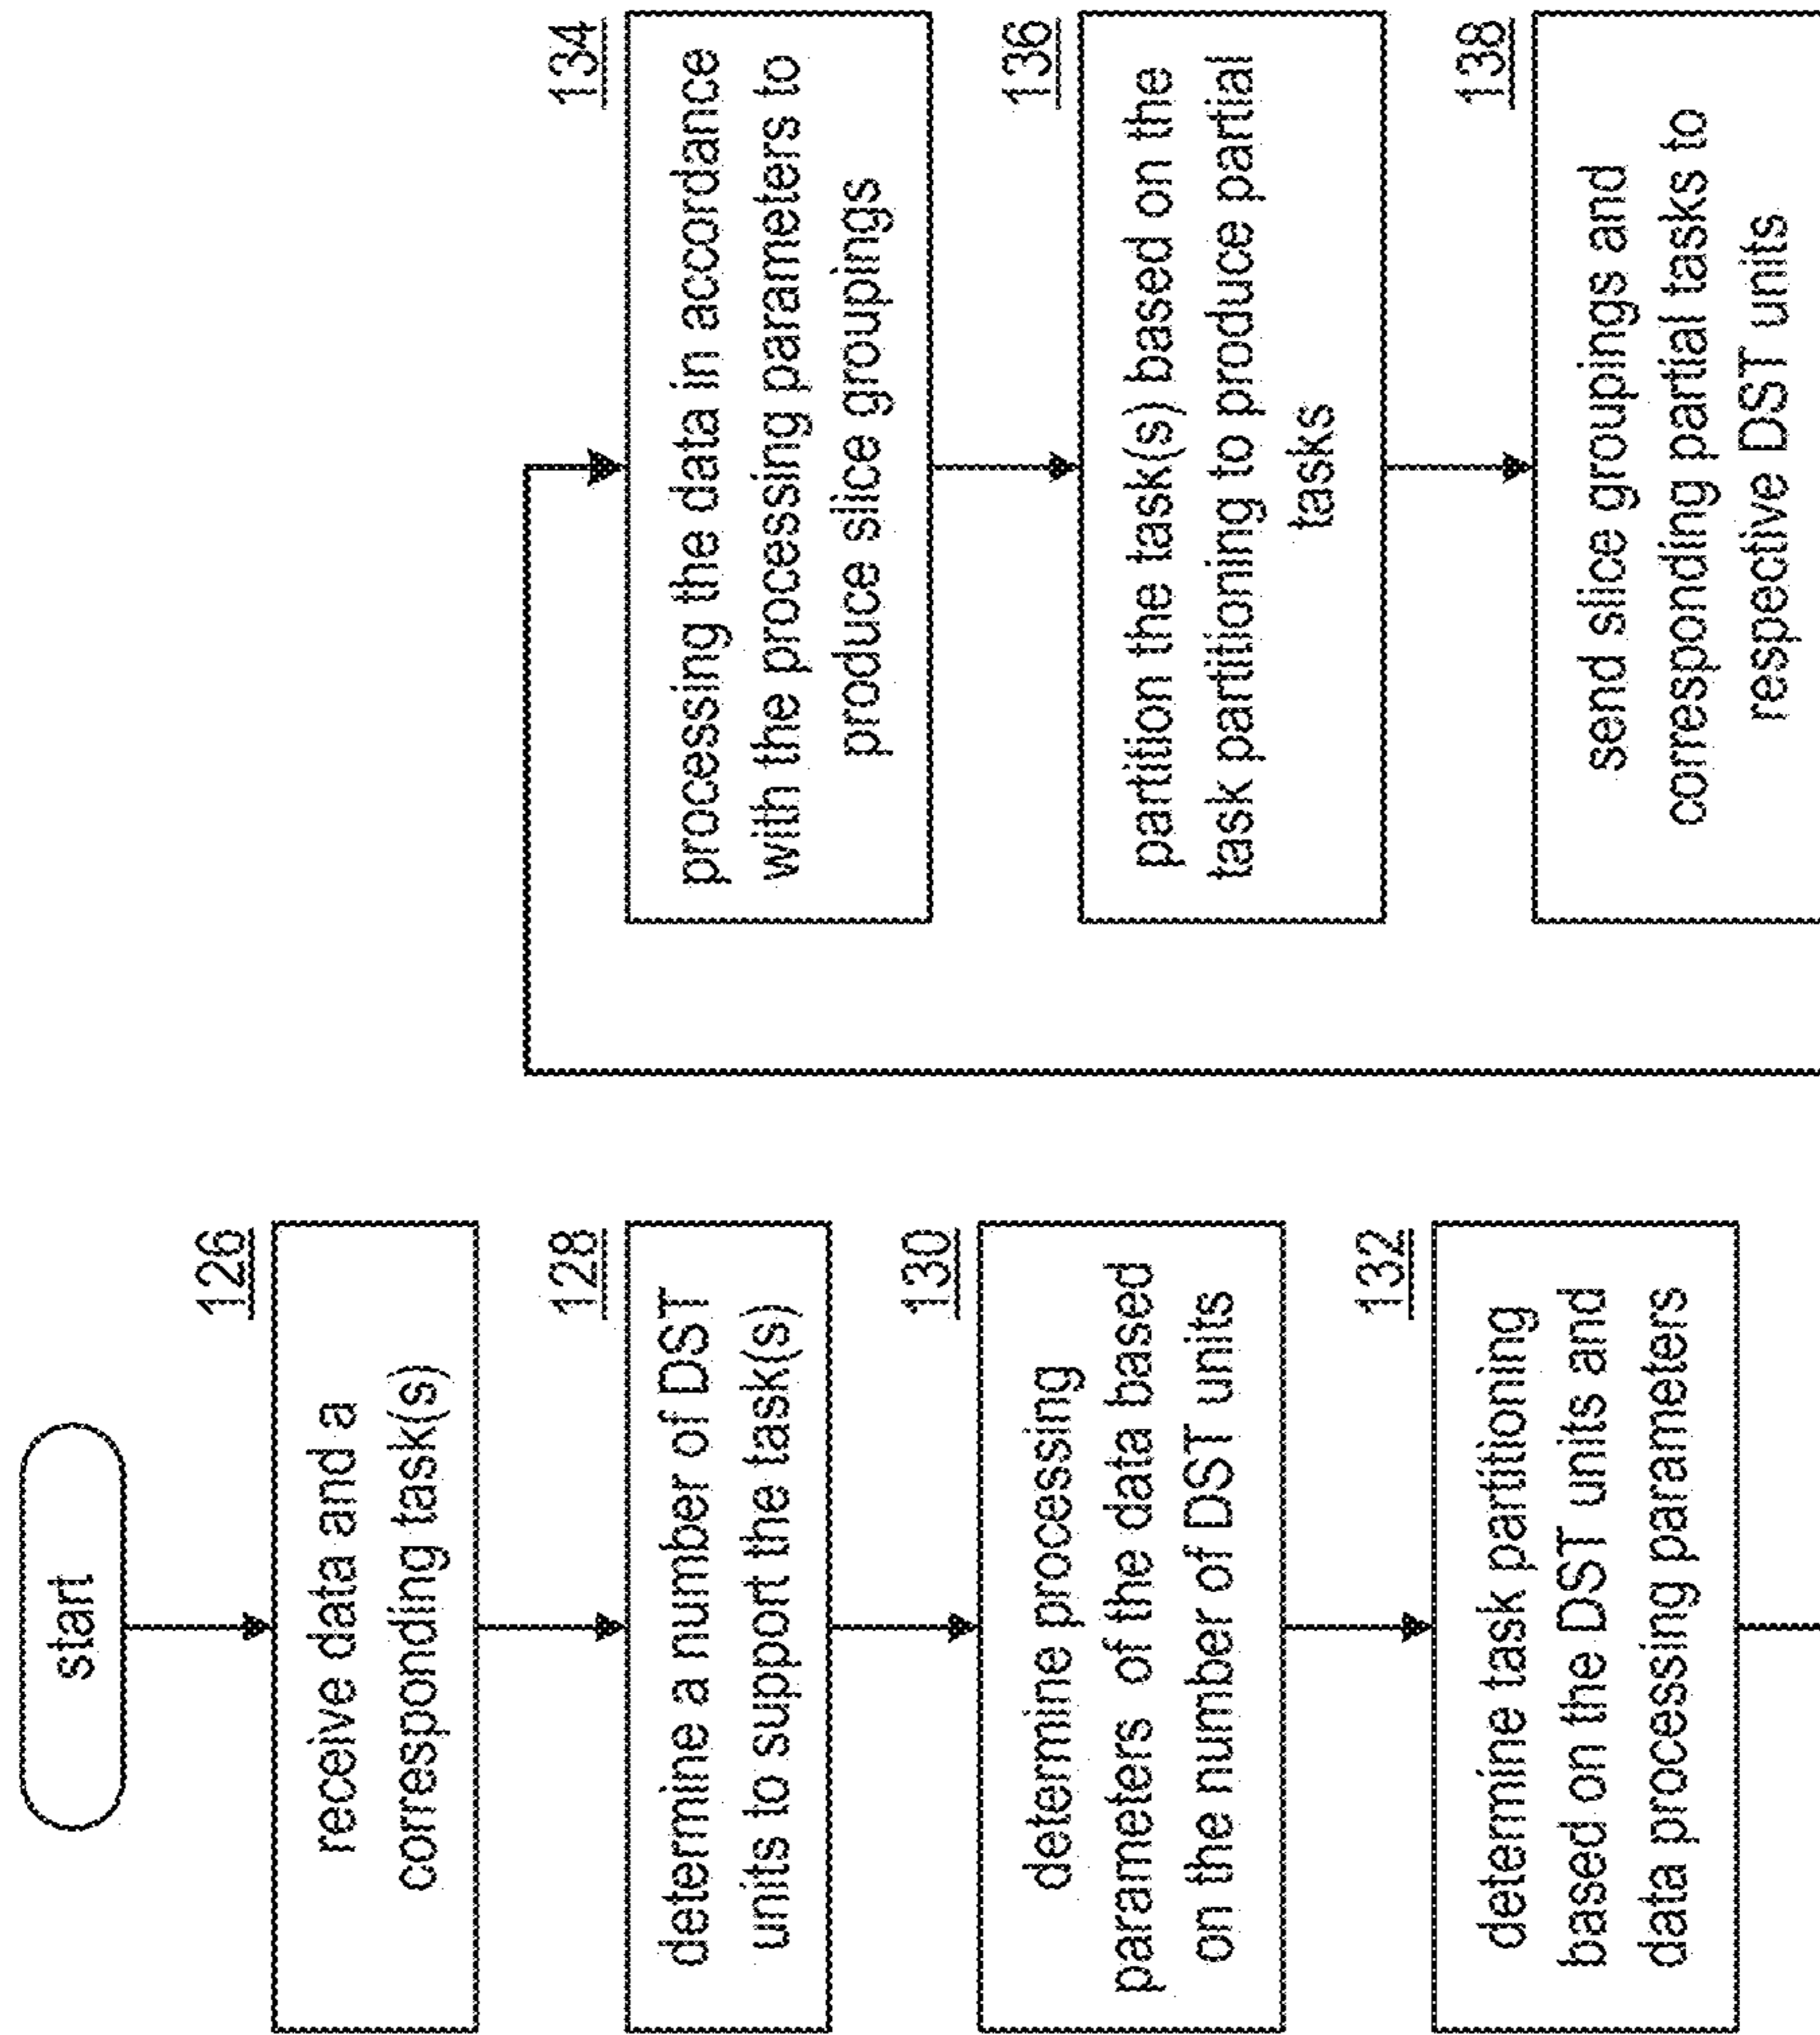 start
126
receive data and a
corresponding task(s)
128
determine a number of DST
units to support the task(s)
130
determine processing
parameters of the data based
on the number of DST units
132
determine task partitioning
based on the DST units and
data processing parameters
134
processing the data in accordance
with the processing parameters to
produce slice groupings
136
partition the task(s) based on the
task partitioning to produce partial
tasks
138
send slice groupings and
corresponding partial tasks to
respective DST units